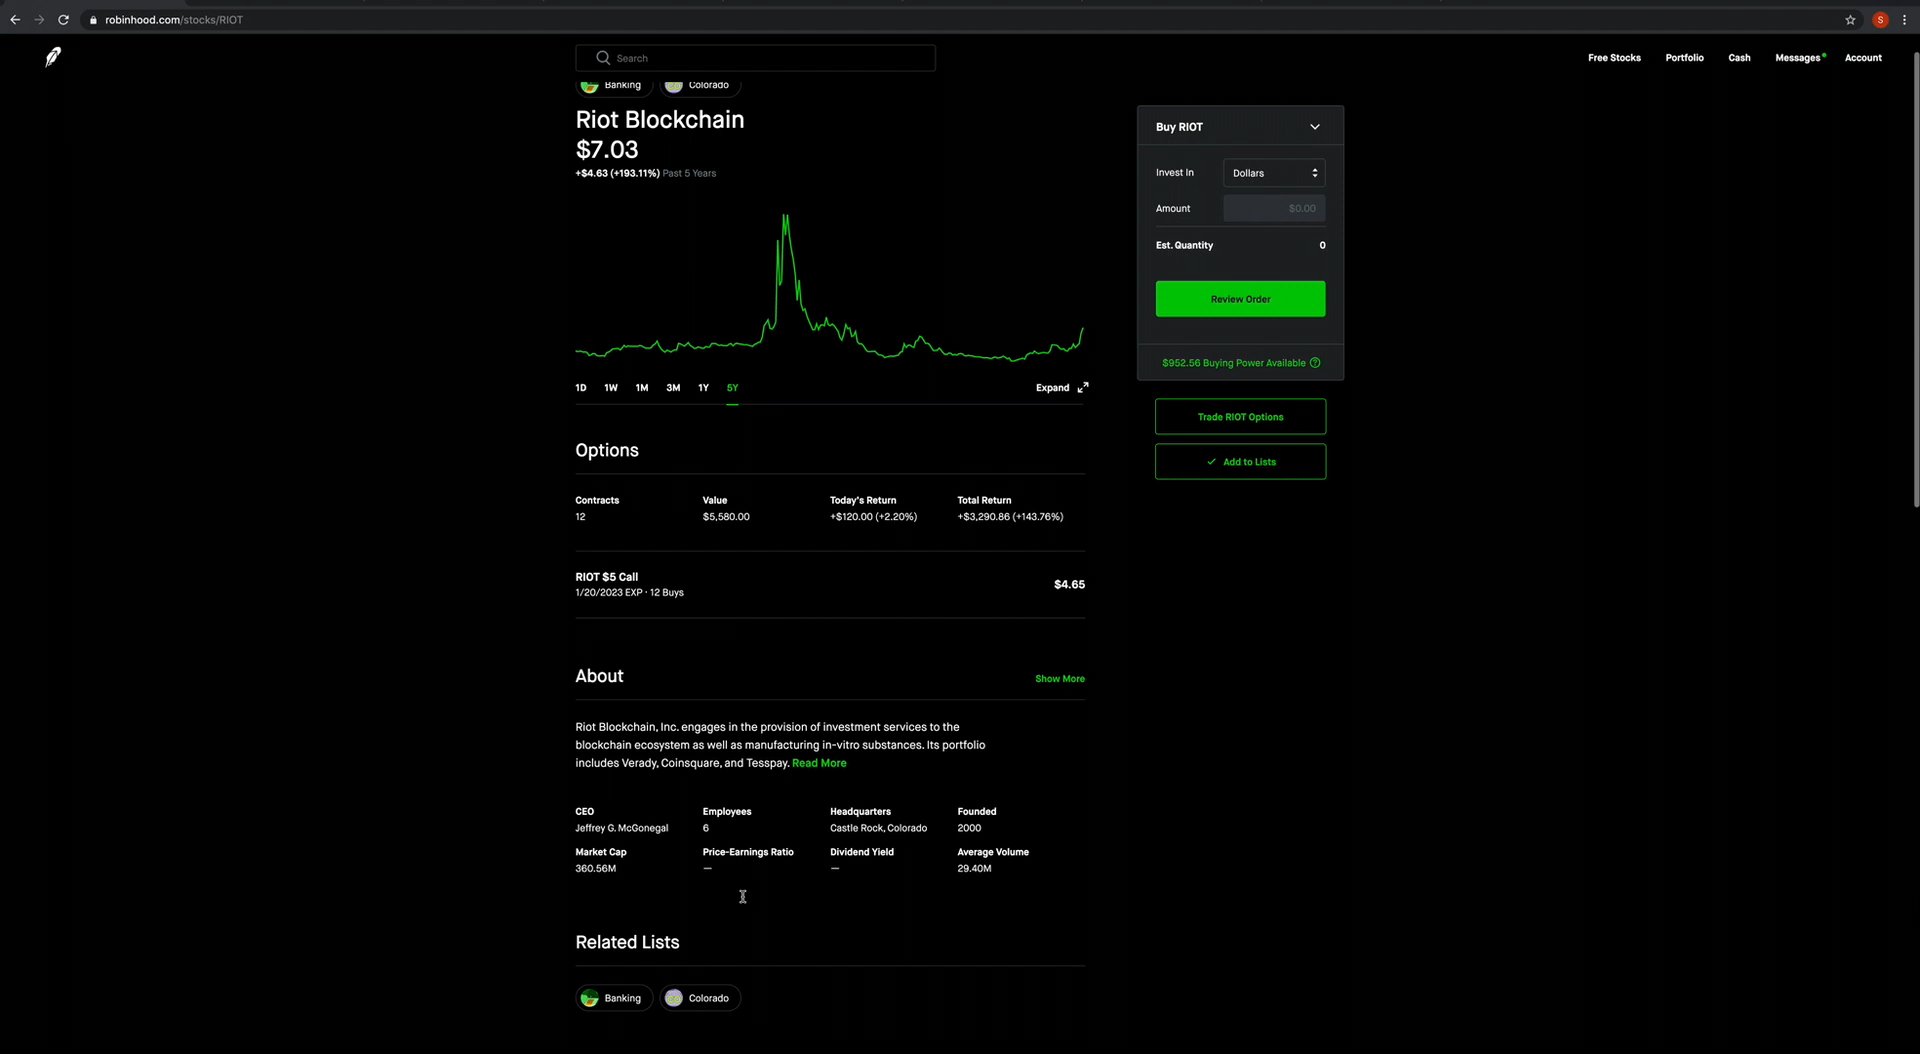 robinhood.com/stocks/RIOT
S
Search
Free Stocks Portfolio Cash Messages Account
Banking Colorado
Riot Blockchain
$7.03
+$4.63 (+193.11%) Past 5 Years
Buy RIOT
Invest In Dollars
Amount $0.00
Est. Quantity 0
Review Order
$952.56 Buying Power Available
Trade RIOT Options
Add to Lists
1D 1W 1M 3M 1Y 5Y Expand
Options
Contracts Value Today's Return Total Return
12 $5,580.00 +$120.00 (+2.20%) +$3,290.86 (+143.76%)
RIOT $5 Call
1/20/2023 EXP · 12 Buys
$4.65
About Show More
Riot Blockchain, Inc. engages in the provision of investment services to the
blockchain ecosystem as well as manufacturing in-vitro substances. Its portfolio
includes Verady, Coinsquare, and Tesspay. Read More
CEO Employees Headquarters Founded
Jeffrey G. McGonegal 6 Castle Rock, Colorado 2000
Market Cap Price-Earnings Ratio Dividend Yield Average Volume
360.56M — — 29.40M
Related Lists
Banking Colorado